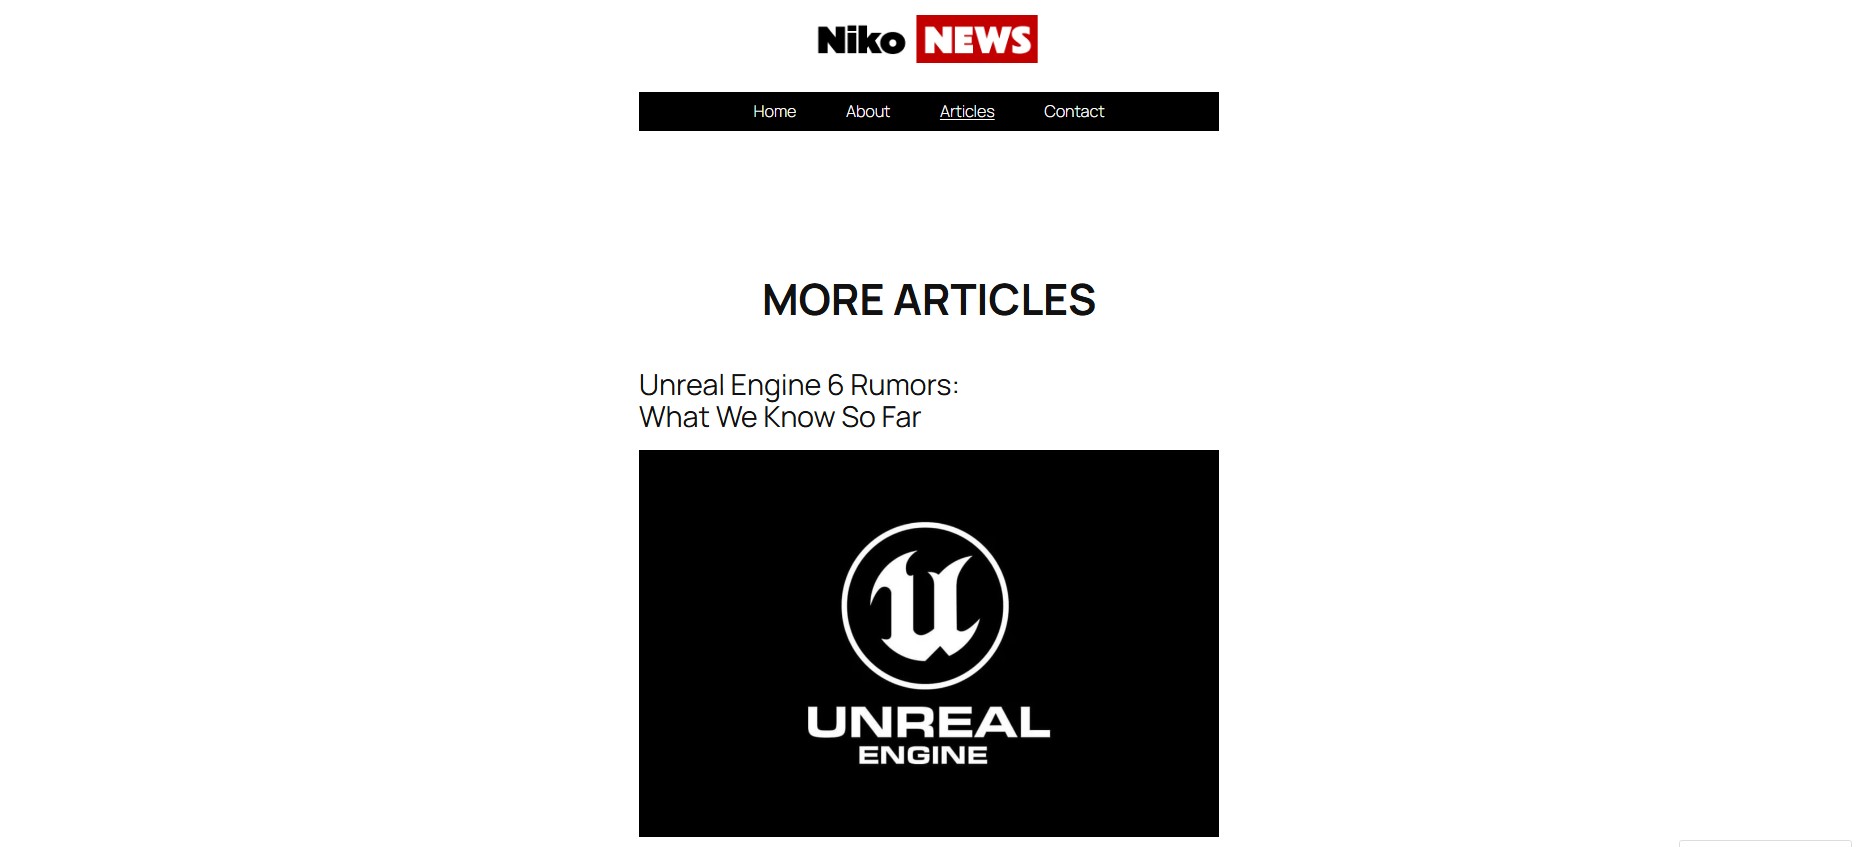 Niko NEWS
Home About Articles Contact
MORE ARTICLES
Unreal Engine 6 Rumors:
What We Know So Far
UNREAL
ENGINE